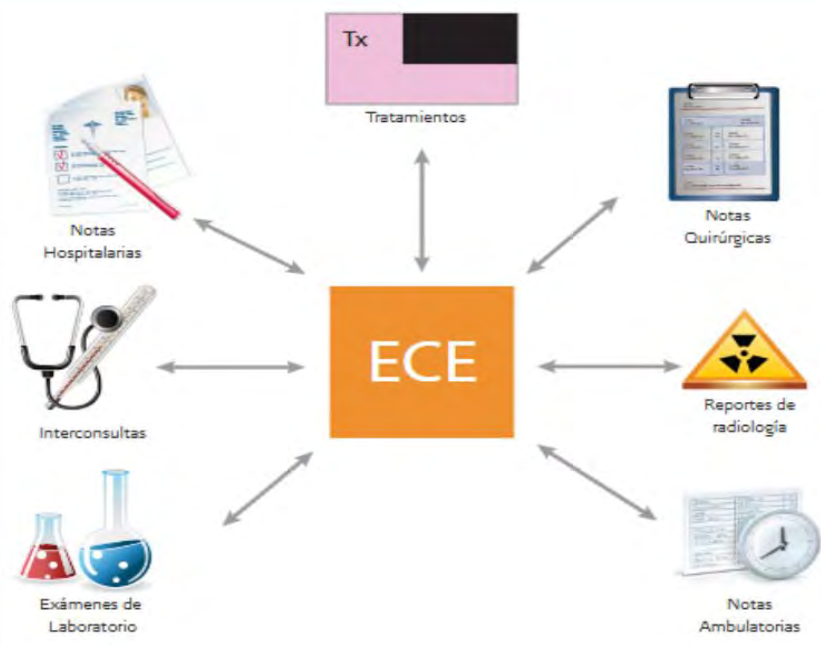 Tx
Tratamientos
Notas
Hospitalarias
Notas
Quirúrgicas
ECE
Interconsultas
Reportes de
radiología
Exámenes de
Laboratorio
Notas
Ambulatorias